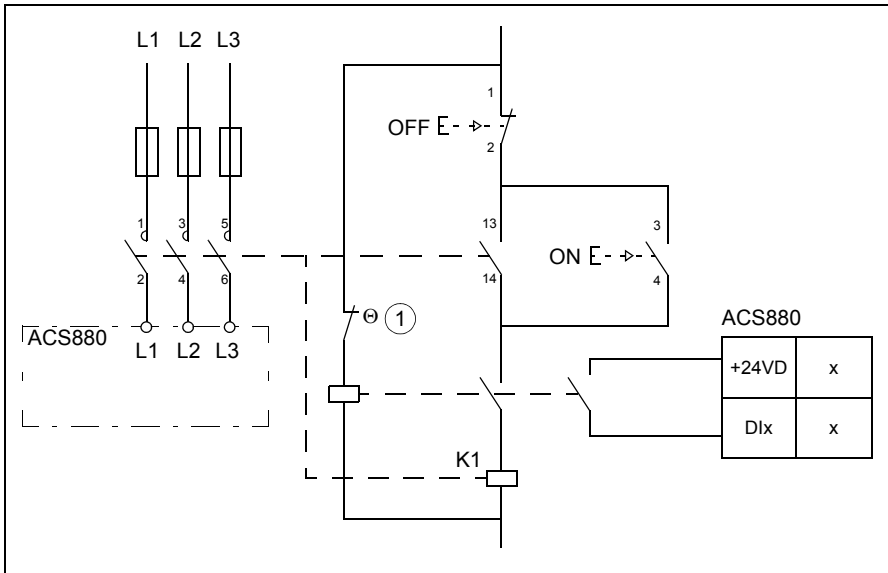 L1 L2 L3
1
OFF
2
1 3 5
13
3
ON
2 4 6
14
4
Θ 1
ACS880
L1 L2 L3
ACS880
+24VD x
DIx x
K1